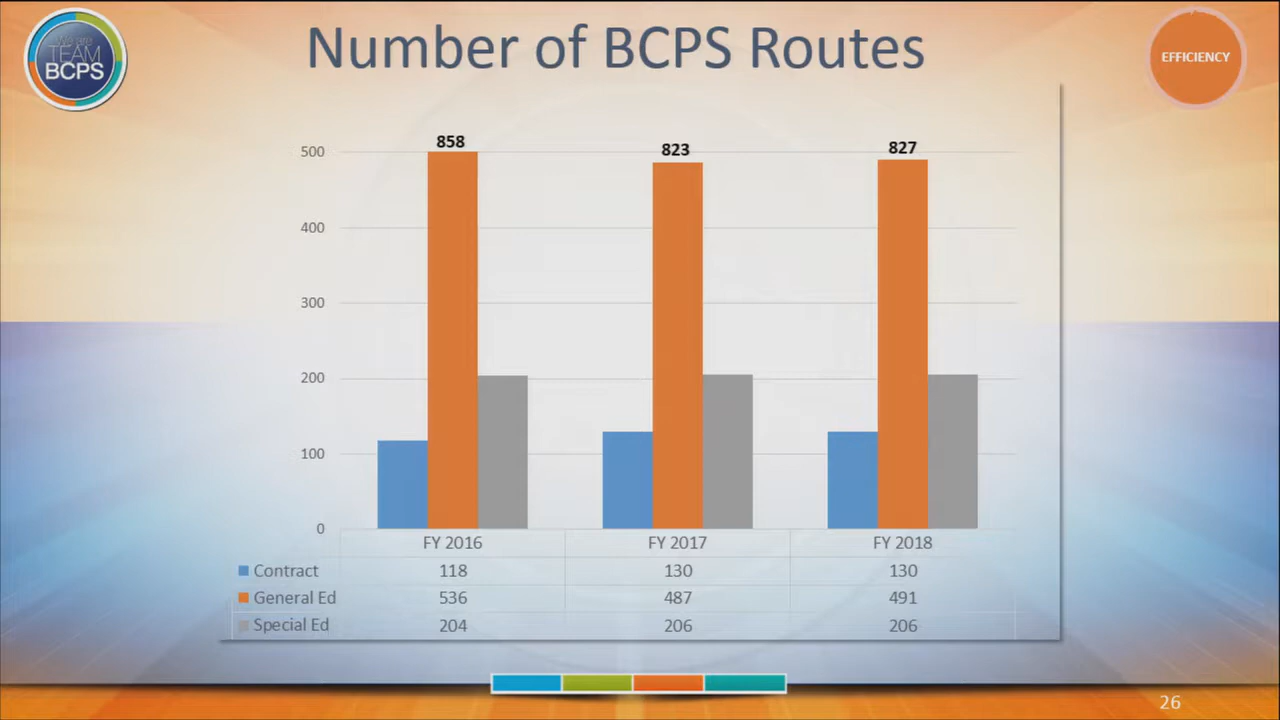 We are
TEAM
BCPS
Number of BCPS Routes
EFFICIENCY
858
823
827
500
400
300
200
100
0
FY 2016 FY 2017 FY 2018
Contract 118 130 130
General Ed 536 487 491
Special Ed 204 206 206
26